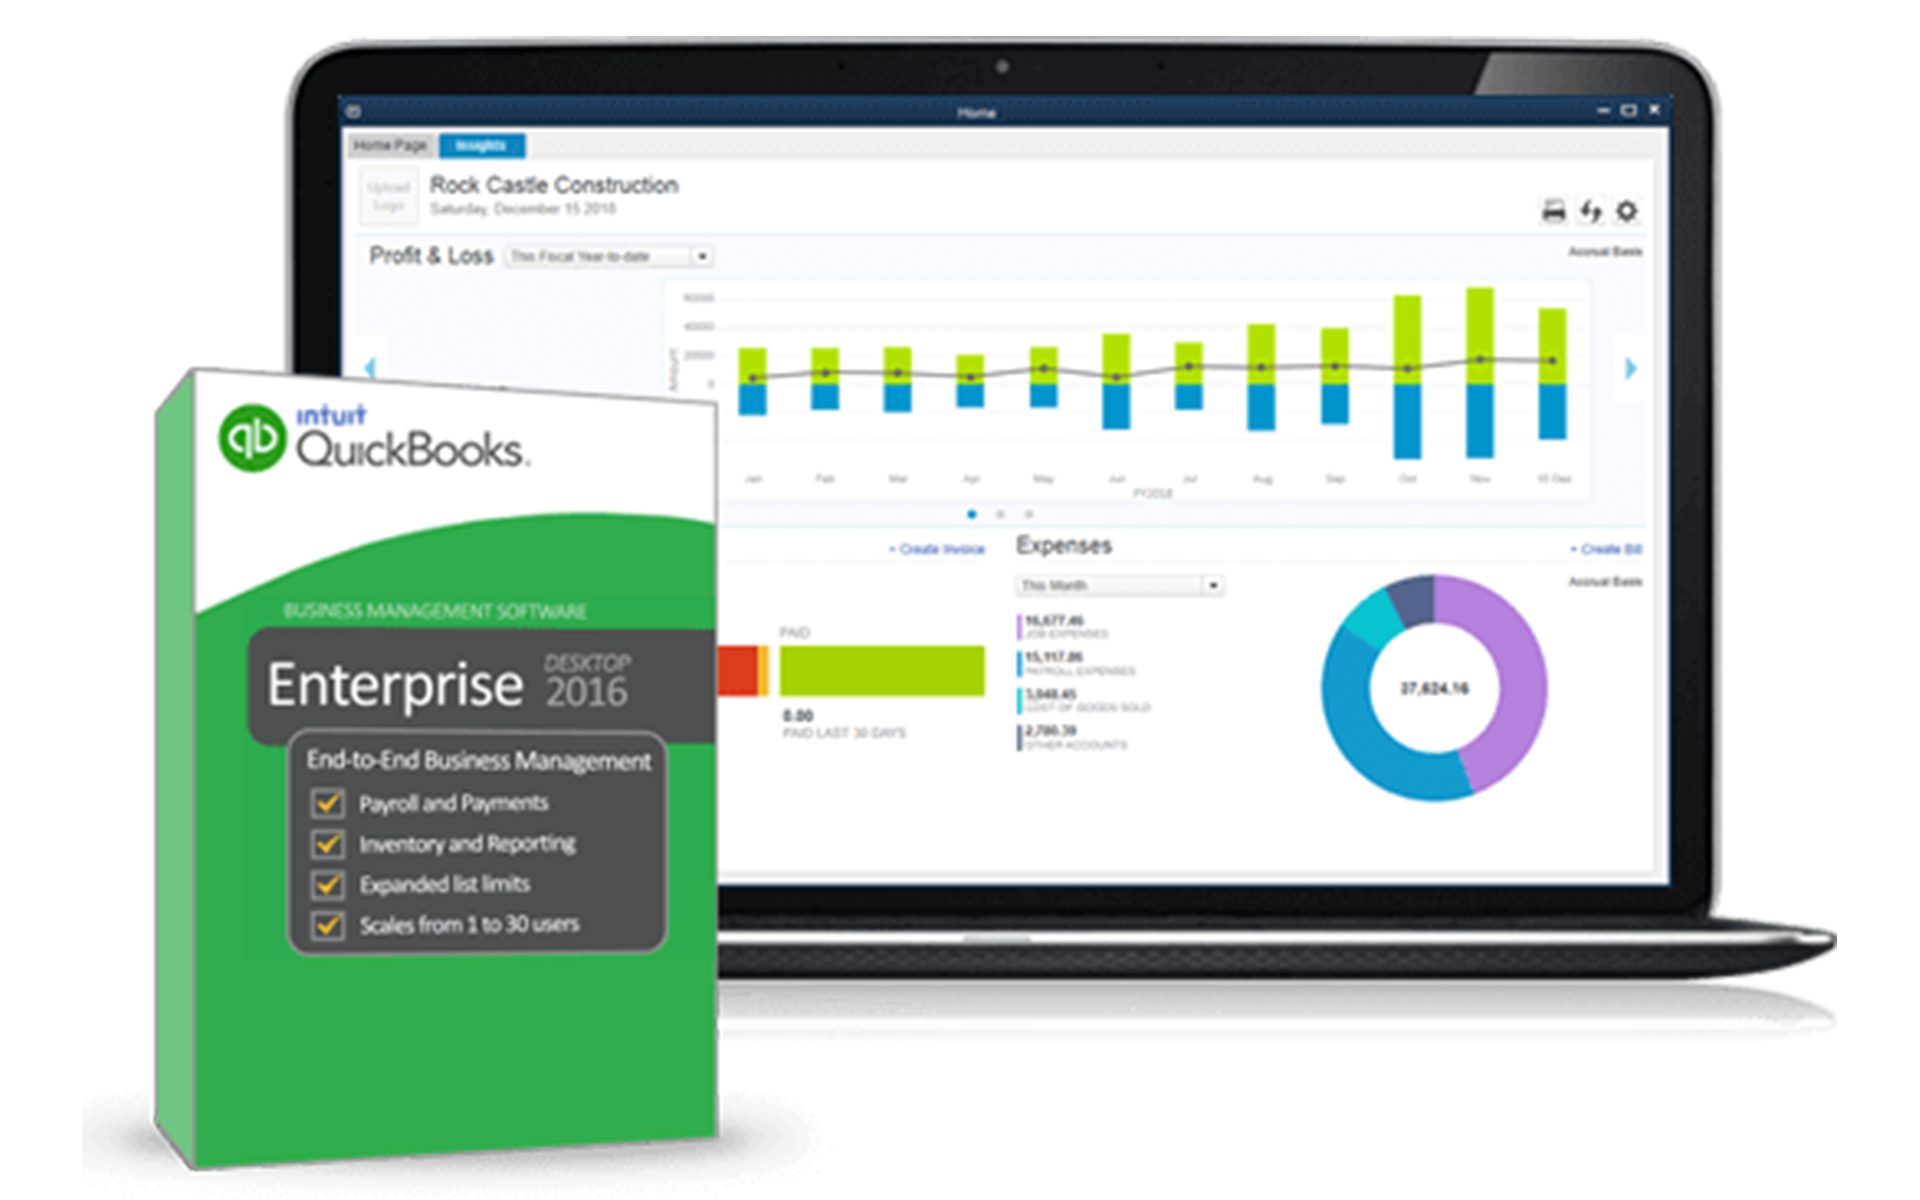 Home
Home Page
Insights
Upload
Logo
Rock Castle Construction
Saturday, December 15 2018
Profit & Loss
This Fiscal Year-to-date
Accrual Basis
60000
40000
20000
0
Amount
Jan
Feb
Mar
Apr
May
Jun
Jul
Aug
Sep
Oct
Nov
15 Dec
FY2018
+ Create Invoice
Expenses
+ Create Bill
This Month
Accrual Basis
PAID
0.00
PAID LAST 30 DAYS
16,677.46
JOB EXPENSES
15,117.86
PAYROLL EXPENSES
3,048.45
COST OF GOODS SOLD
2,780.39
OTHER ACCOUNTS
37,624.16
qb
intuit
QuickBooks.
BUSINESS MANAGEMENT SOFTWARE
Enterprise
DESKTOP
2016
End-to-End Business Management
Payroll and Payments
Inventory and Reporting
Expanded list limits
Scales from 1 to 30 users